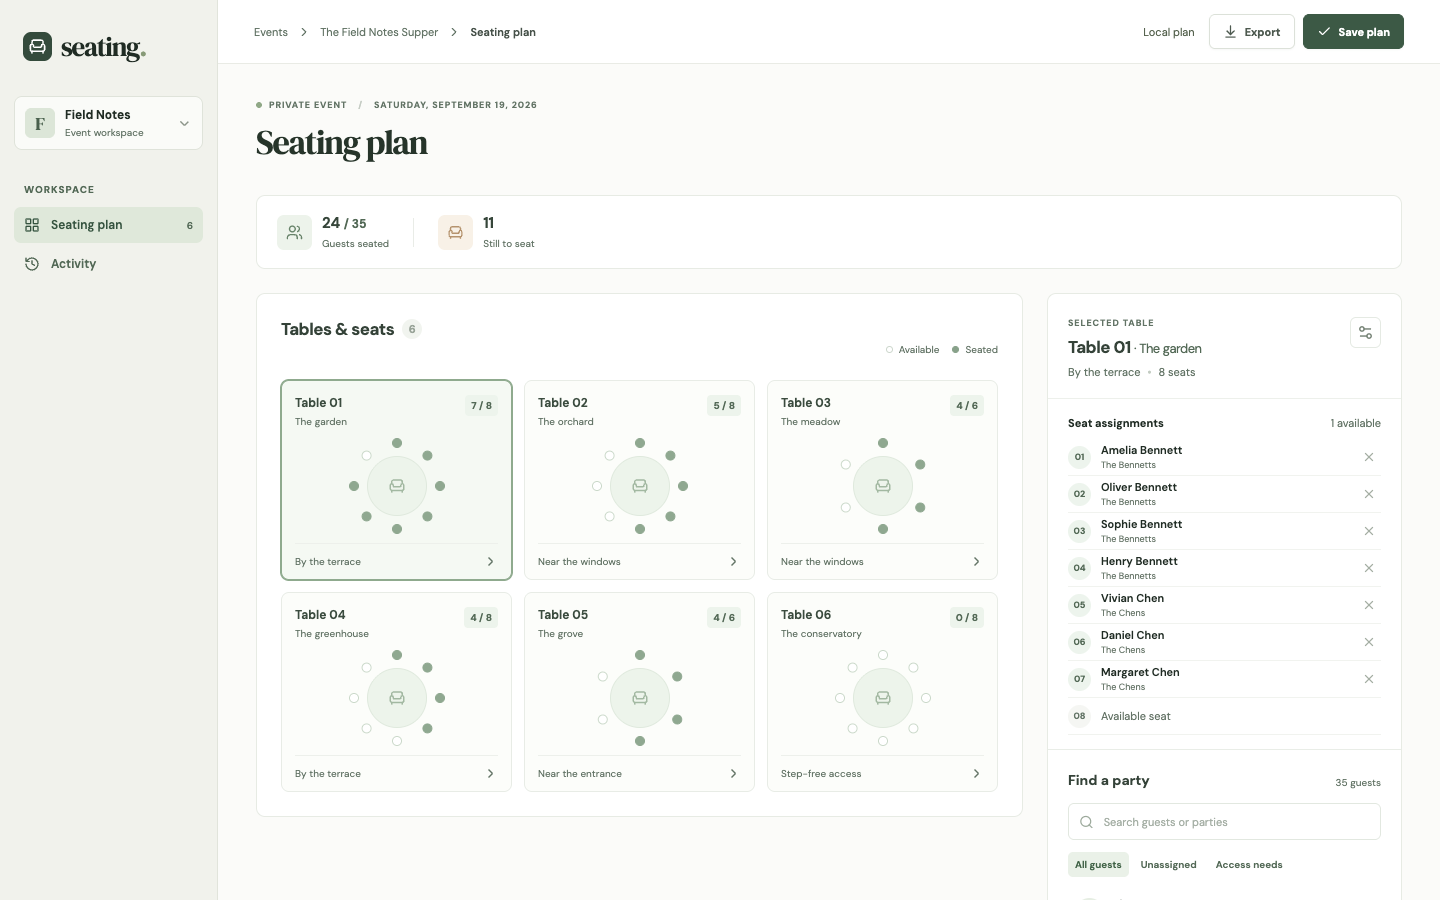 seating.
F
Field Notes
Event workspace
WORKSPACE
Seating plan 6
Activity
Events > The Field Notes Supper > Seating plan
Local plan
Export
Save plan
PRIVATE EVENT / SATURDAY, SEPTEMBER 19, 2026
Seating plan
24 / 35
Guests seated
11
Still to seat
Tables & seats 6
Available
Seated
Table 01
7 / 8
The garden
By the terrace
Table 02
5 / 8
The orchard
Near the windows
Table 03
4 / 6
The meadow
Near the windows
Table 04
4 / 8
The greenhouse
By the terrace
Table 05
4 / 6
The grove
Near the entrance
Table 06
0 / 8
The conservatory
Step-free access
SELECTED TABLE
Table 01 · The garden
By the terrace • 8 seats
Seat assignments
1 available
01 Amelia Bennett
The Bennetts
02 Oliver Bennett
The Bennetts
03 Sophie Bennett
The Bennetts
04 Henry Bennett
The Bennetts
05 Vivian Chen
The Chens
06 Daniel Chen
The Chens
07 Margaret Chen
The Chens
08 Available seat
Find a party
35 guests
Search guests or parties
All guests
Unassigned
Access needs